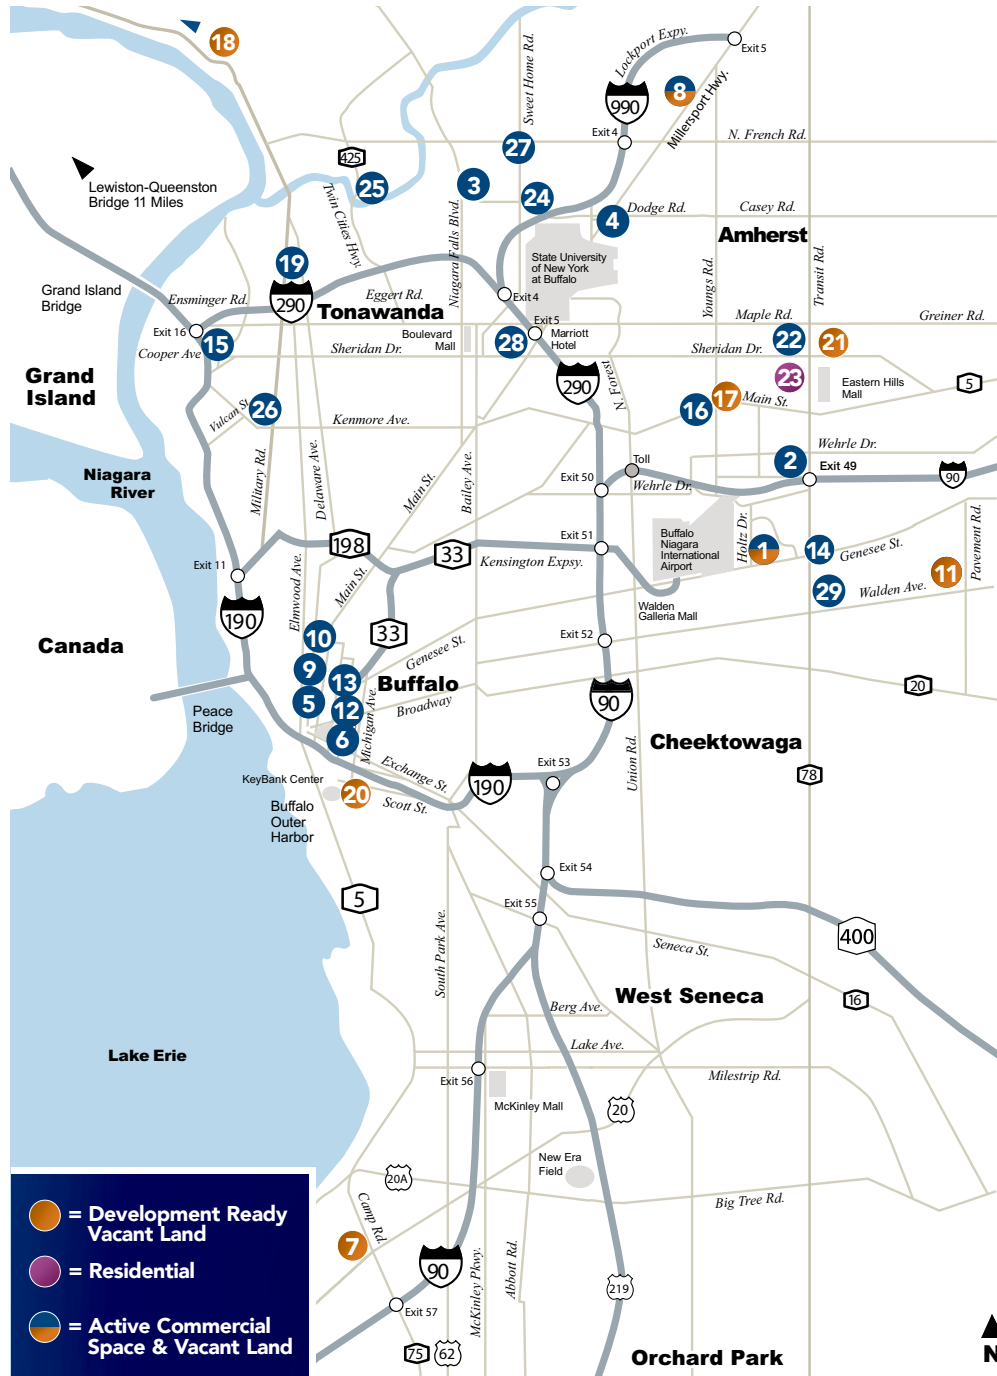 18
Lockport Expy.
Exit 5
Sweet Home Rd.
990
8
Millersport Hwy.
Exit 4
N. French Rd.
27
425
Lewiston-Queenston
Bridge 11 Miles
25
Twin Cities Hwy.
3
24
Niagara Falls Blvd.
4
Dodge Rd.
Casey Rd.
Amherst
State University
of New York
at Buffalo
19
Youngs Rd.
Transit Rd.
Grand Island
Bridge
Ensminger Rd.
290
Eggert Rd.
Exit 4
Tonawanda
Maple Rd.
Greiner Rd.
Exit 16
Exit 5
Boulevard
Mall
Marriott
Hotel
15
Cooper Ave
Sheridan Dr.
28
22
21
Sheridan Dr.
Grand
Island
290
N. Forest
23
Eastern Hills
Mall
5
26
Vulcan St.
Kenmore Ave.
16
17
Main St.
Wehrle Dr.
Niagara
River
Military Rd.
Delaware Ave.
Main St.
Bailey Ave.
Toll
2
Exit 49
Exit 50
Wehrle Dr.
90
198
33
Exit 51
Kensington Expsy.
Buffalo
Niagara
International
Airport
Holtz Dr.
1
14
Genesee St.
Pavement Rd.
Exit 11
Elmwood Ave.
Main St.
11
29
Walden Ave.
190
Walden
Galleria Mall
Canada
10
33
Exit 52
Genesee St.
9
13
Buffalo
5
12
Michigan Ave.
Broadway
90
20
Peace
Bridge
6
Cheektowaga
Union Rd.
KeyBank Center
Exchange St.
Exit 53
190
78
20
Scott St.
Buffalo
Outer
Harbor
Exit 54
5
Exit 55
South Park Ave.
400
Seneca St.
West Seneca
16
Berg Ave.
Lake Ave.
Lake Erie
Exit 56
Milestrip Rd.
McKinley Mall
20
New Era
Field
20A
Big Tree Rd.
Camp Rd.
7
90
McKinley Pkwy.
Abbott Rd.
219
Exit 57
75
62
Orchard Park
N
= Development Ready
Vacant Land
= Residential
= Active Commercial
Space & Vacant Land